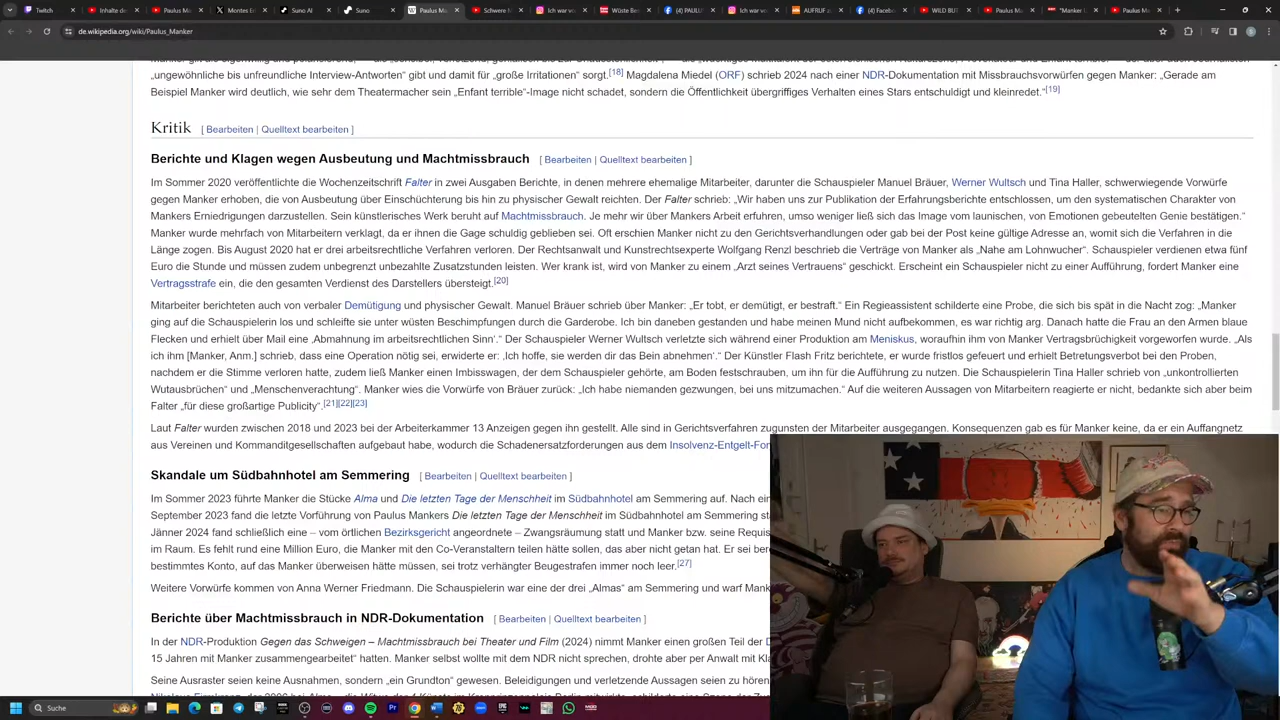 Twitch
Inhalte de
Paulus M
Montes E
Suno AI
Suno
Paulus M
Schwere M
Ich war vo
Wüste Be
(4) PAULU
Ich war vo
AUFRUF z
(4) Faceb
WILD BUT
Paulus M
"Manker
Paulus M
de.wikipedia.org/wiki/Paulus_Manker
„ungewöhnliche bis unfreundliche Interview-Antworten“ gibt und damit für „große Irritationen“ sorgt.[18] Magdalena Miedel (ORF) schrieb 2024 nach einer NDR-Dokumentation mit Missbrauchsvorwürfen gegen Manker: „Gerade am
Beispiel Manker wird deutlich, wie sehr dem Theatermacher sein „Enfant terrible“-Image nicht schadet, sondern die Öffentlichkeit übergriffiges Verhalten eines Stars entschuldigt und kleinredet.“[19]
Kritik [ Bearbeiten | Quelltext bearbeiten ]
Berichte und Klagen wegen Ausbeutung und Machtmissbrauch [ Bearbeiten | Quelltext bearbeiten ]
Im Sommer 2020 veröffentlichte die Wochenzeitschrift Falter in zwei Ausgaben Berichte, in denen mehrere ehemalige Mitarbeiter, darunter die Schauspieler Manuel Bräuer, Werner Wultsch und Tina Haller, schwerwiegende Vorwürfe
gegen Manker erhoben, die von Ausbeutung über Einschüchterung bis hin zu physischer Gewalt reichten. Der Falter schrieb: „Wir haben uns zur Publikation der Erfahrungsberichte entschlossen, um den systematischen Charakter von
Mankers Erniedrigungen darzustellen. Sein künstlerisches Werk beruht auf Machtmissbrauch. Je mehr wir über Mankers Arbeit erfuhren, umso weniger ließ sich das Image vom launischen, von Emotionen gebeutelten Genie bestätigen.“
Manker wurde mehrfach von Mitarbeitern verklagt, da er ihnen die Gage schuldig geblieben sei. Oft erschien Manker nicht zu den Gerichtsverhandlungen oder gab bei der Post keine gültige Adresse an, womit sich die Verfahren in die
Länge zogen. Bis August 2020 hat er drei arbeitsrechtliche Verfahren verloren. Der Rechtsanwalt und Kunstrechtsexperte Wolfgang Renzl beschrieb die Verträge von Manker als „Nahe am Lohnwucher“. Schauspieler verdienen etwa fünf
Euro die Stunde und müssen zudem unbegrenzt unbezahlte Zusatzstunden leisten. Wer krank ist, wird von Manker zu einem „Arzt seines Vertrauens“ geschickt. Erscheint ein Schauspieler nicht zu einer Aufführung, fordert Manker eine
Vertragsstrafe ein, die den gesamten Verdienst des Darstellers übersteigt.[20]
Mitarbeiter berichteten auch von verbaler Demütigung und physischer Gewalt. Manuel Bräuer schrieb über Manker: „Er tobt, er demütigt, er bestraft.“ Ein Regieassistent schilderte eine Probe, die sich bis spät in die Nacht zog: „Manker
ging auf die Schauspielerin los und schleifte sie unter wüsten Beschimpfungen durch die Garderobe. Ich bin daneben gestanden und habe meinen Mund nicht aufbekommen, es war richtig arg. Danach hatte die Frau an den Armen blaue
Flecken und erhielt über Mail eine ‚Abmahnung im arbeitsrechtlichen Sinn‘.“ Der Schauspieler Werner Wultsch verletzte sich während einer Produktion am Meniskus, woraufhin ihm von Manker Vertragsbrüchigkeit vorgeworfen wurde. „Als
ich ihm [Manker, Anm.] schrieb, dass eine Operation nötig sei, erwiderte er: ‚Ich hoffe, sie werden dir das Bein abnehmen‘.“ Der Künstler Flash Fritz berichtete, er wurde fristlos gefeuert und erhielt Betretungsverbot bei den Proben,
nachdem er die Stimme verloren hatte, zudem ließ Manker einen Imbisswagen, der dem Schauspieler gehörte, am Boden festschrauben, um ihn für die Aufführung zu nutzen. Die Schauspielerin Tina Haller schrieb von „unkontrollierten
Wutausbrüchen“ und „Menschenverachtung“. Manker wies die Vorwürfe von Bräuer zurück: „Ich habe niemanden gezwungen, bei uns mitzumachen.“ Auf die weiteren Aussagen von Mitarbeitern reagierte er nicht, bedankte sich aber beim
Falter „für diese großartige Publicity“.[21][22][23]
Laut Falter wurden zwischen 2018 und 2023 bei der Arbeiterkammer 13 Anzeigen gegen ihn gestellt. Alle sind in Gerichtsverfahren zugunsten der Mitarbeiter ausgegangen. Konsequenzen gab es für Manker keine, da er ein Auffangnetz
aus Vereinen und Kommanditgesellschaften aufgebaut habe, wodurch die Schadenersatzforderungen aus dem Insolvenz-Entgelt-Fon
Skandale um Südbahnhotel am Semmering [ Bearbeiten | Quelltext bearbeiten ]
Im Sommer 2023 führte Manker die Stücke Alma und Die letzten Tage der Menschheit im Südbahnhotel am Semmering auf. Nach ein
September 2023 fand die letzte Vorführung von Paulus Mankers Die letzten Tage der Menschheit im Südbahnhotel am Semmering st
Jänner 2024 fand schließlich eine – vom örtlichen Bezirksgericht angeordnete – Zwangsräumung statt und Manker bzw. seine Requis
im Raum. Es fehlt rund eine Million Euro, die Manker mit den Co-Veranstaltern teilen hätte sollen, das aber nicht getan hat. Er sei ber
bestimmtes Konto, auf das Manker überweisen hätte müssen, sei trotz verhängter Beugestrafen immer noch leer.[27]
Weitere Vorwürfe kommen von Anna Werner Friedmann. Die Schauspielerin war eine der drei „Almas“ am Semmering und warf Mank
Berichte über Machtmissbrauch in NDR-Dokumentation [ Bearbeiten | Quelltext bearbeiten ]
In der NDR-Produktion Gegen das Schweigen – Machtmissbrauch bei Theater und Film (2024) nimmt Manker einen großen Teil der D
15 Jahren mit Manker zusammengearbeitet“ hatten. Manker selbst wollte mit dem NDR nicht sprechen, drohte aber per Anwalt mit Kla
Seine Ausraster seien keine Ausnahmen, sondern „ein Grundton“ gewesen. Beleidigungen und verletzende Aussagen seien zu hören
Suche